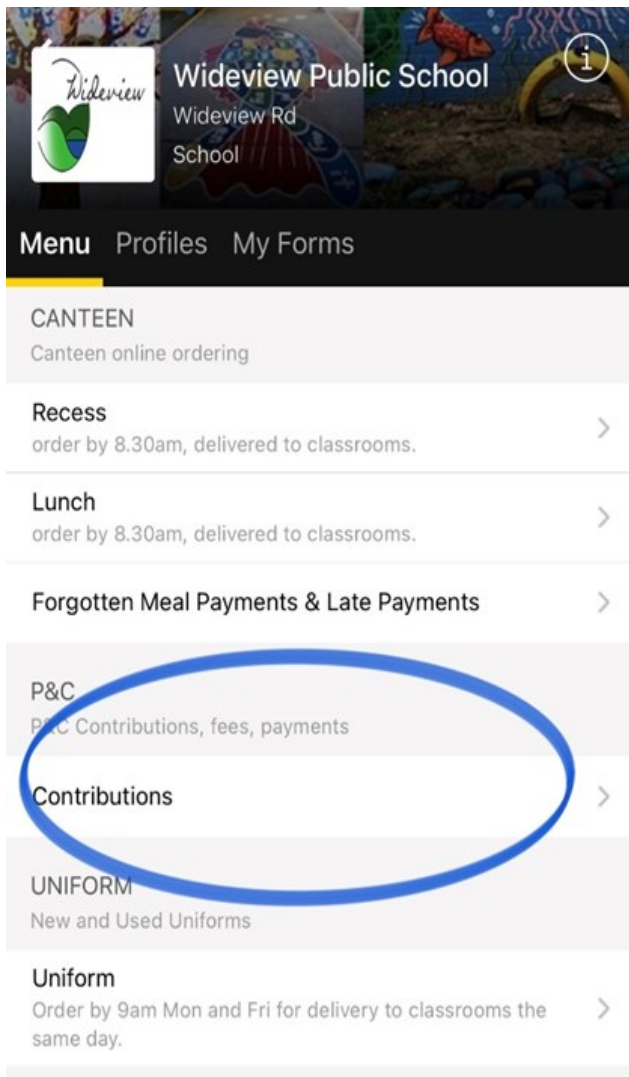 Wideview
Wideview Public School
Wideview Rd
School
i
Menu Profiles My Forms
CANTEEN
Canteen online ordering
Recess
order by 8.30am, delivered to classrooms.
Lunch
order by 8.30am, delivered to classrooms.
Forgotten Meal Payments & Late Payments
P&C
P&C Contributions, fees, payments
Contributions
UNIFORM
New and Used Uniforms
Uniform
Order by 9am Mon and Fri for delivery to classrooms the
same day.